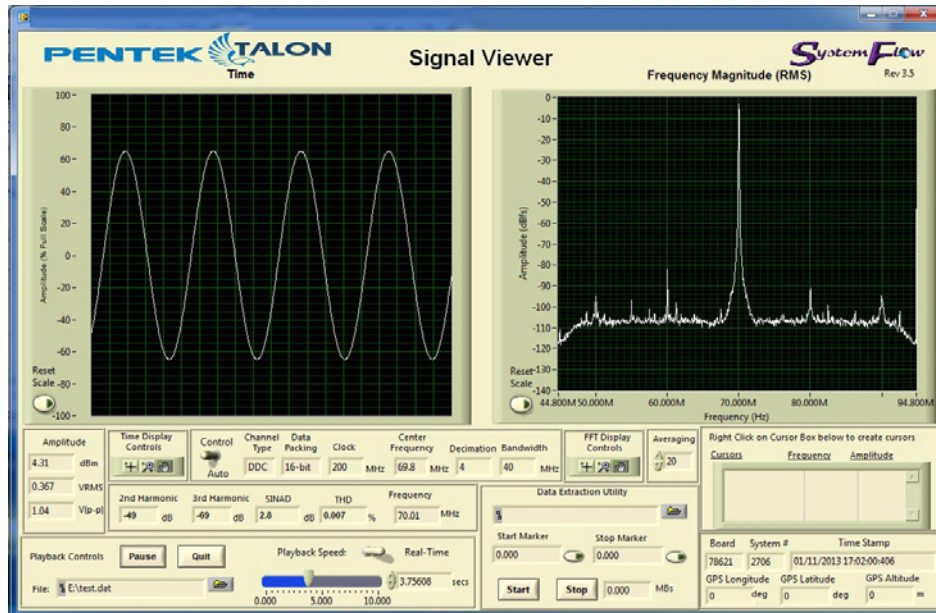 PENTEK TALON
Signal Viewer
SystemFlow
Rev 3.5
Time
Frequency Magnitude (RMS)
Amplitude (% Full Scale)
100
80
60
40
20
0
-20
-40
-60
-80
-100
Reset
Scale
Amplitude (dBfs)
0
-10
-20
-30
-40
-50
-60
-70
-80
-90
-100
-110
-120
-130
-140
Reset
Scale
44.800M 50.000M 60.000M 70.000M 80.000M 94.800M
Frequency (Hz)
Amplitude
4.31 dBm
0.367 VRMS
1.04 V(p-p)
Time Display
Controls
Control
Auto
Channel Type DDC
Data Packing 16-bit
Clock 200 MHz
Center Frequency 69.8 MHz
Decimation 4
Bandwidth 40 MHz
FFT Display
Controls
Averaging
20
Right Click on Cursor Box below to create cursors
Cursors Frequency Amplitude
2nd Harmonic -49 dB
3rd Harmonic -69 dB
SINAD 2.8 dB
THD 0.007 %
Frequency 70.01 MHz
Data Extraction Utility
Start Marker 0.000
Stop Marker 0.000
Start Stop 0.000 MBs
Playback Controls Pause Quit
File: E:\test.dat
Playback Speed: Real-Time
0.000 5.000 10.000
3.75608 secs
Board System # Time Stamp
78621 2706 01/11/2013 17:02:00:406
GPS Longitude GPS Latitude GPS Altitude
0 deg 0 deg 0 m